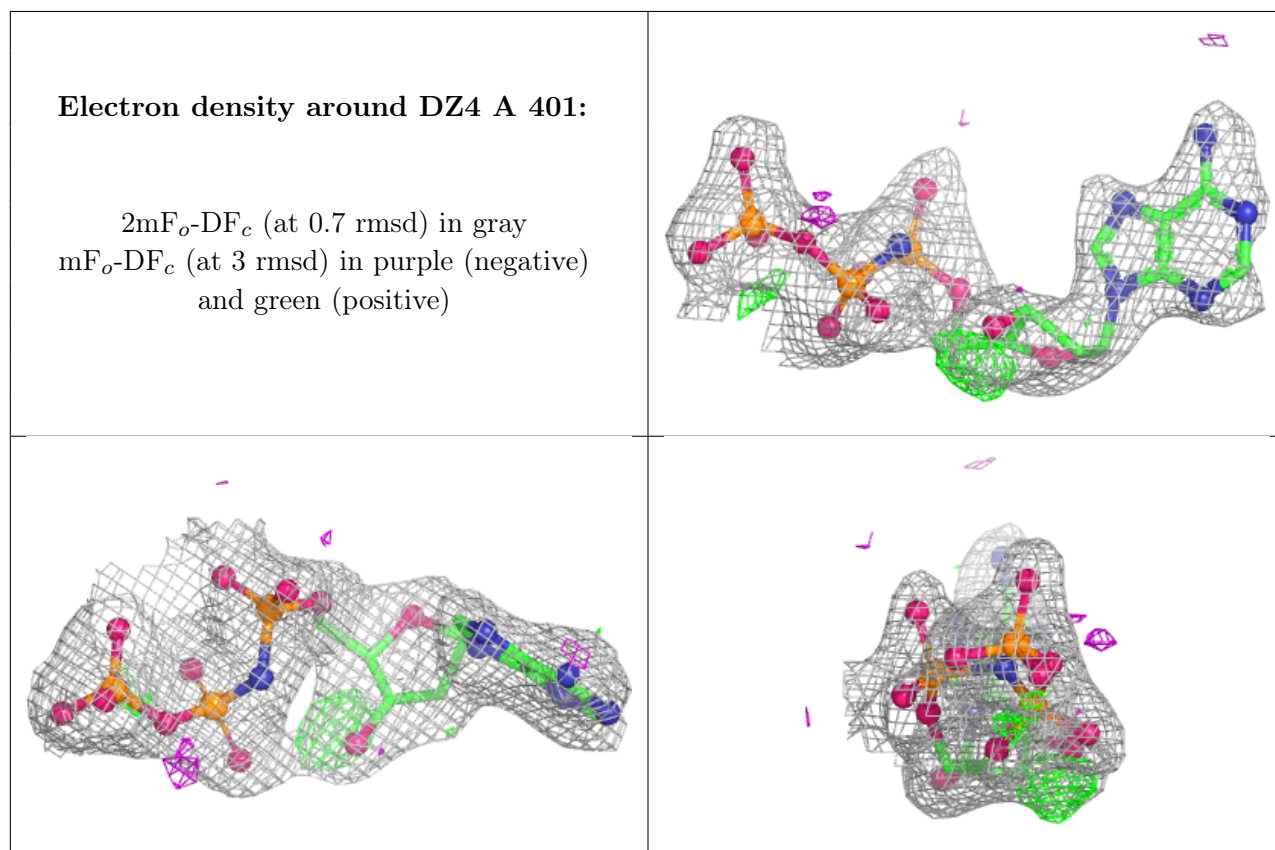 Electron density around DZ4 A 401:
2mFo-DFc (at 0.7 rmsd) in gray
mFo-DFc (at 3 rmsd) in purple (negative)
and green (positive)